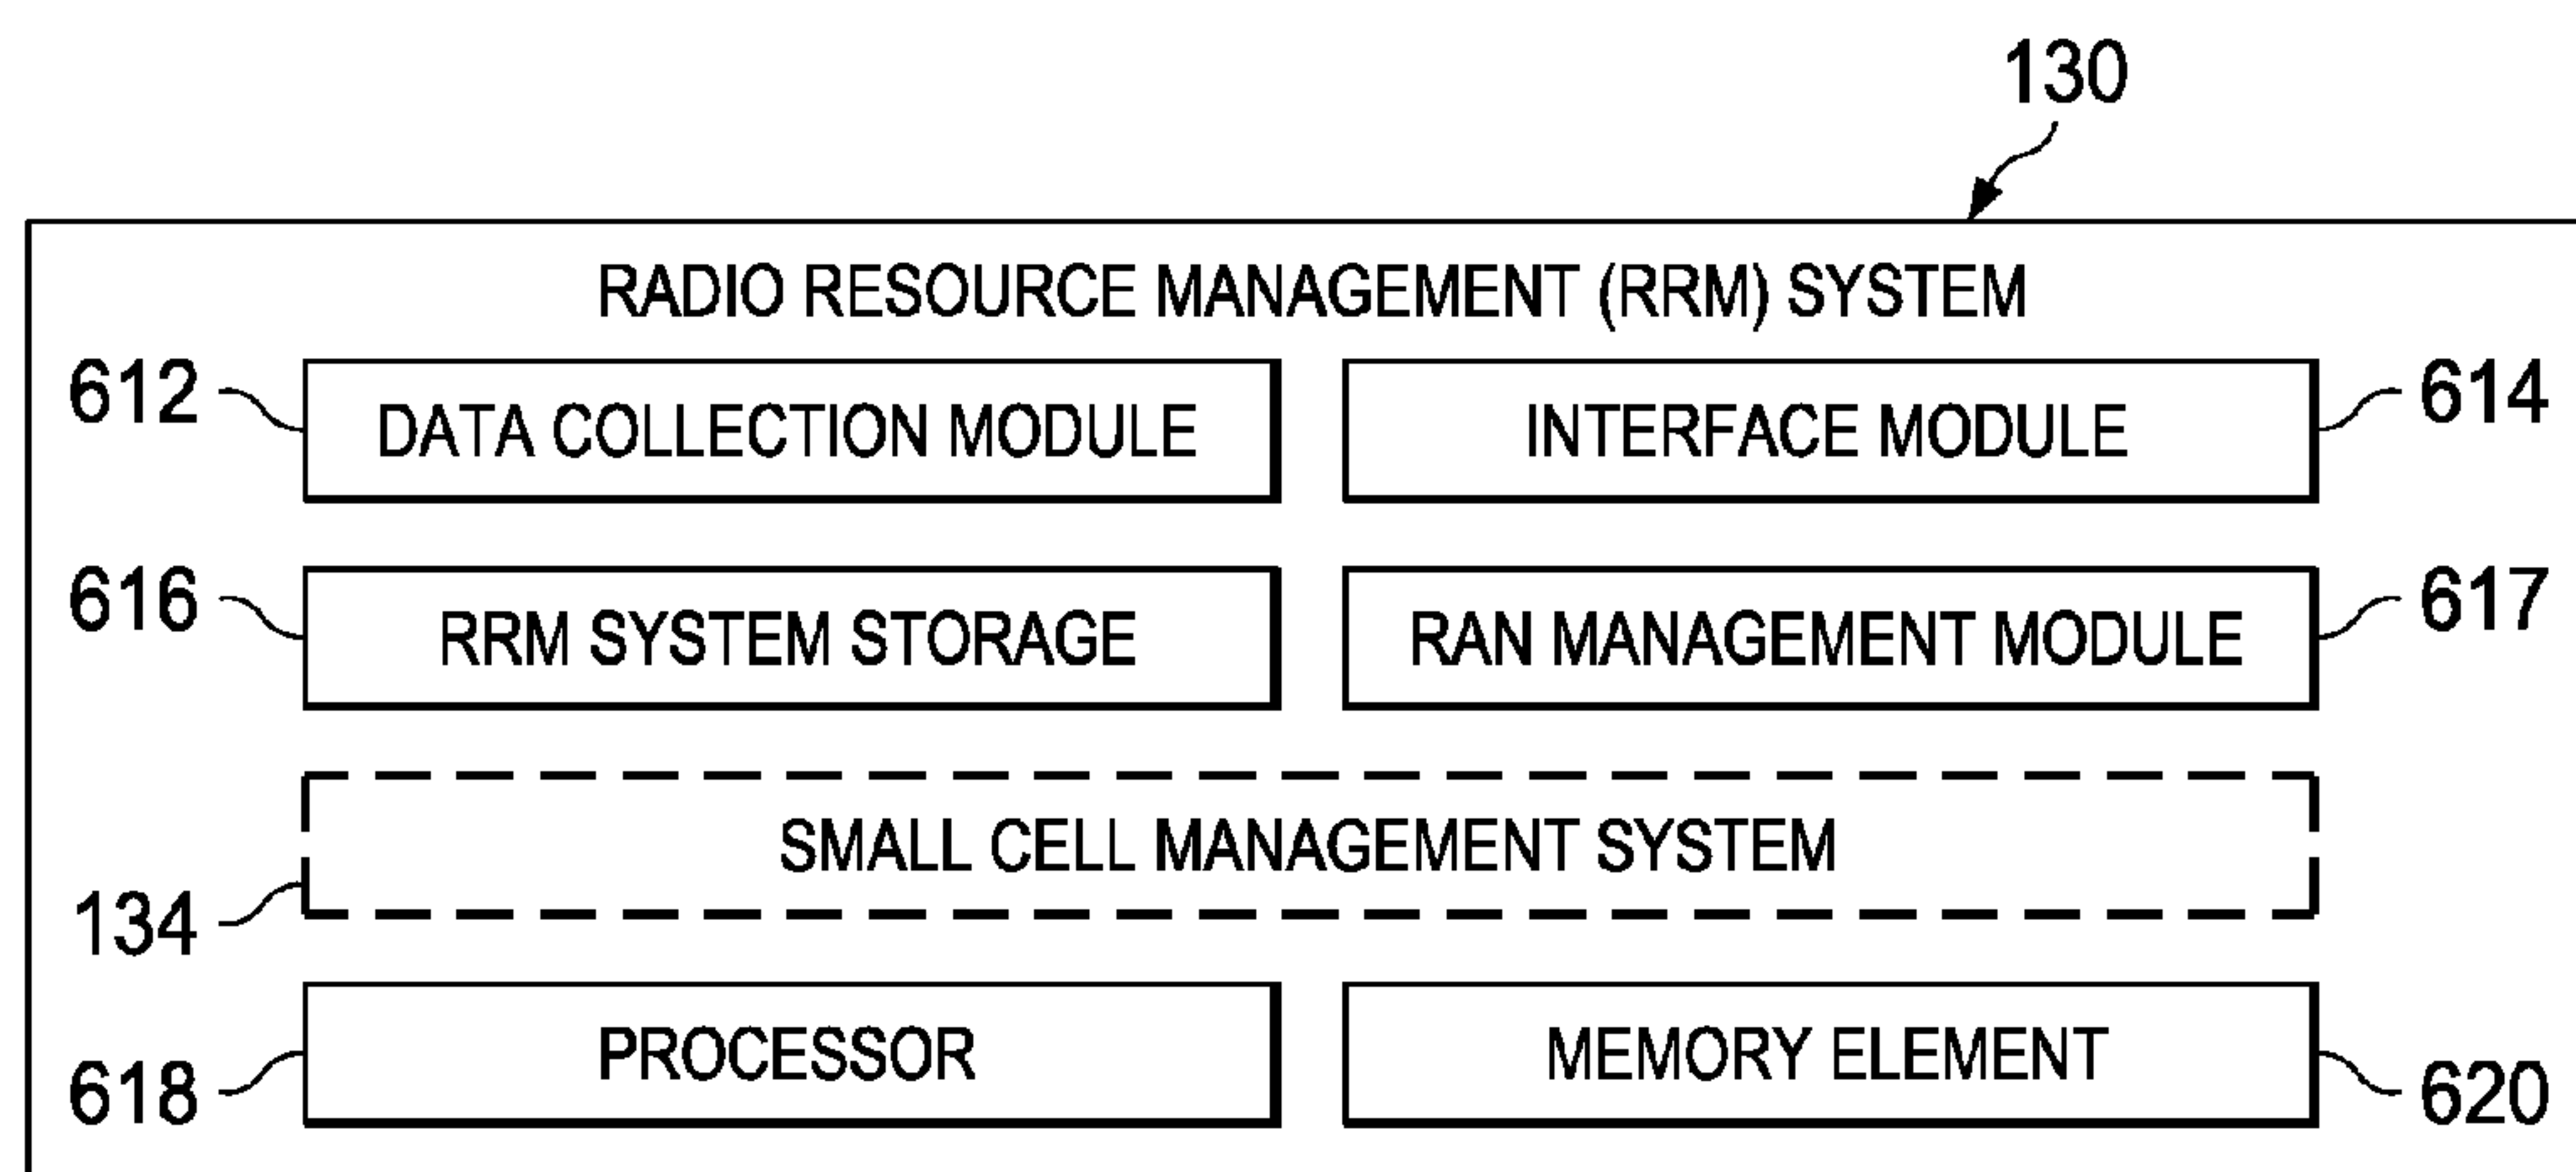 130
RADIO RESOURCE MANAGEMENT (RRM) SYSTEM
612 DATA COLLECTION MODULE INTERFACE MODULE 614
616 RRM SYSTEM STORAGE RAN MANAGEMENT MODULE 617
SMALL CELL MANAGEMENT SYSTEM
134
PROCESSOR MEMORY ELEMENT
618 620